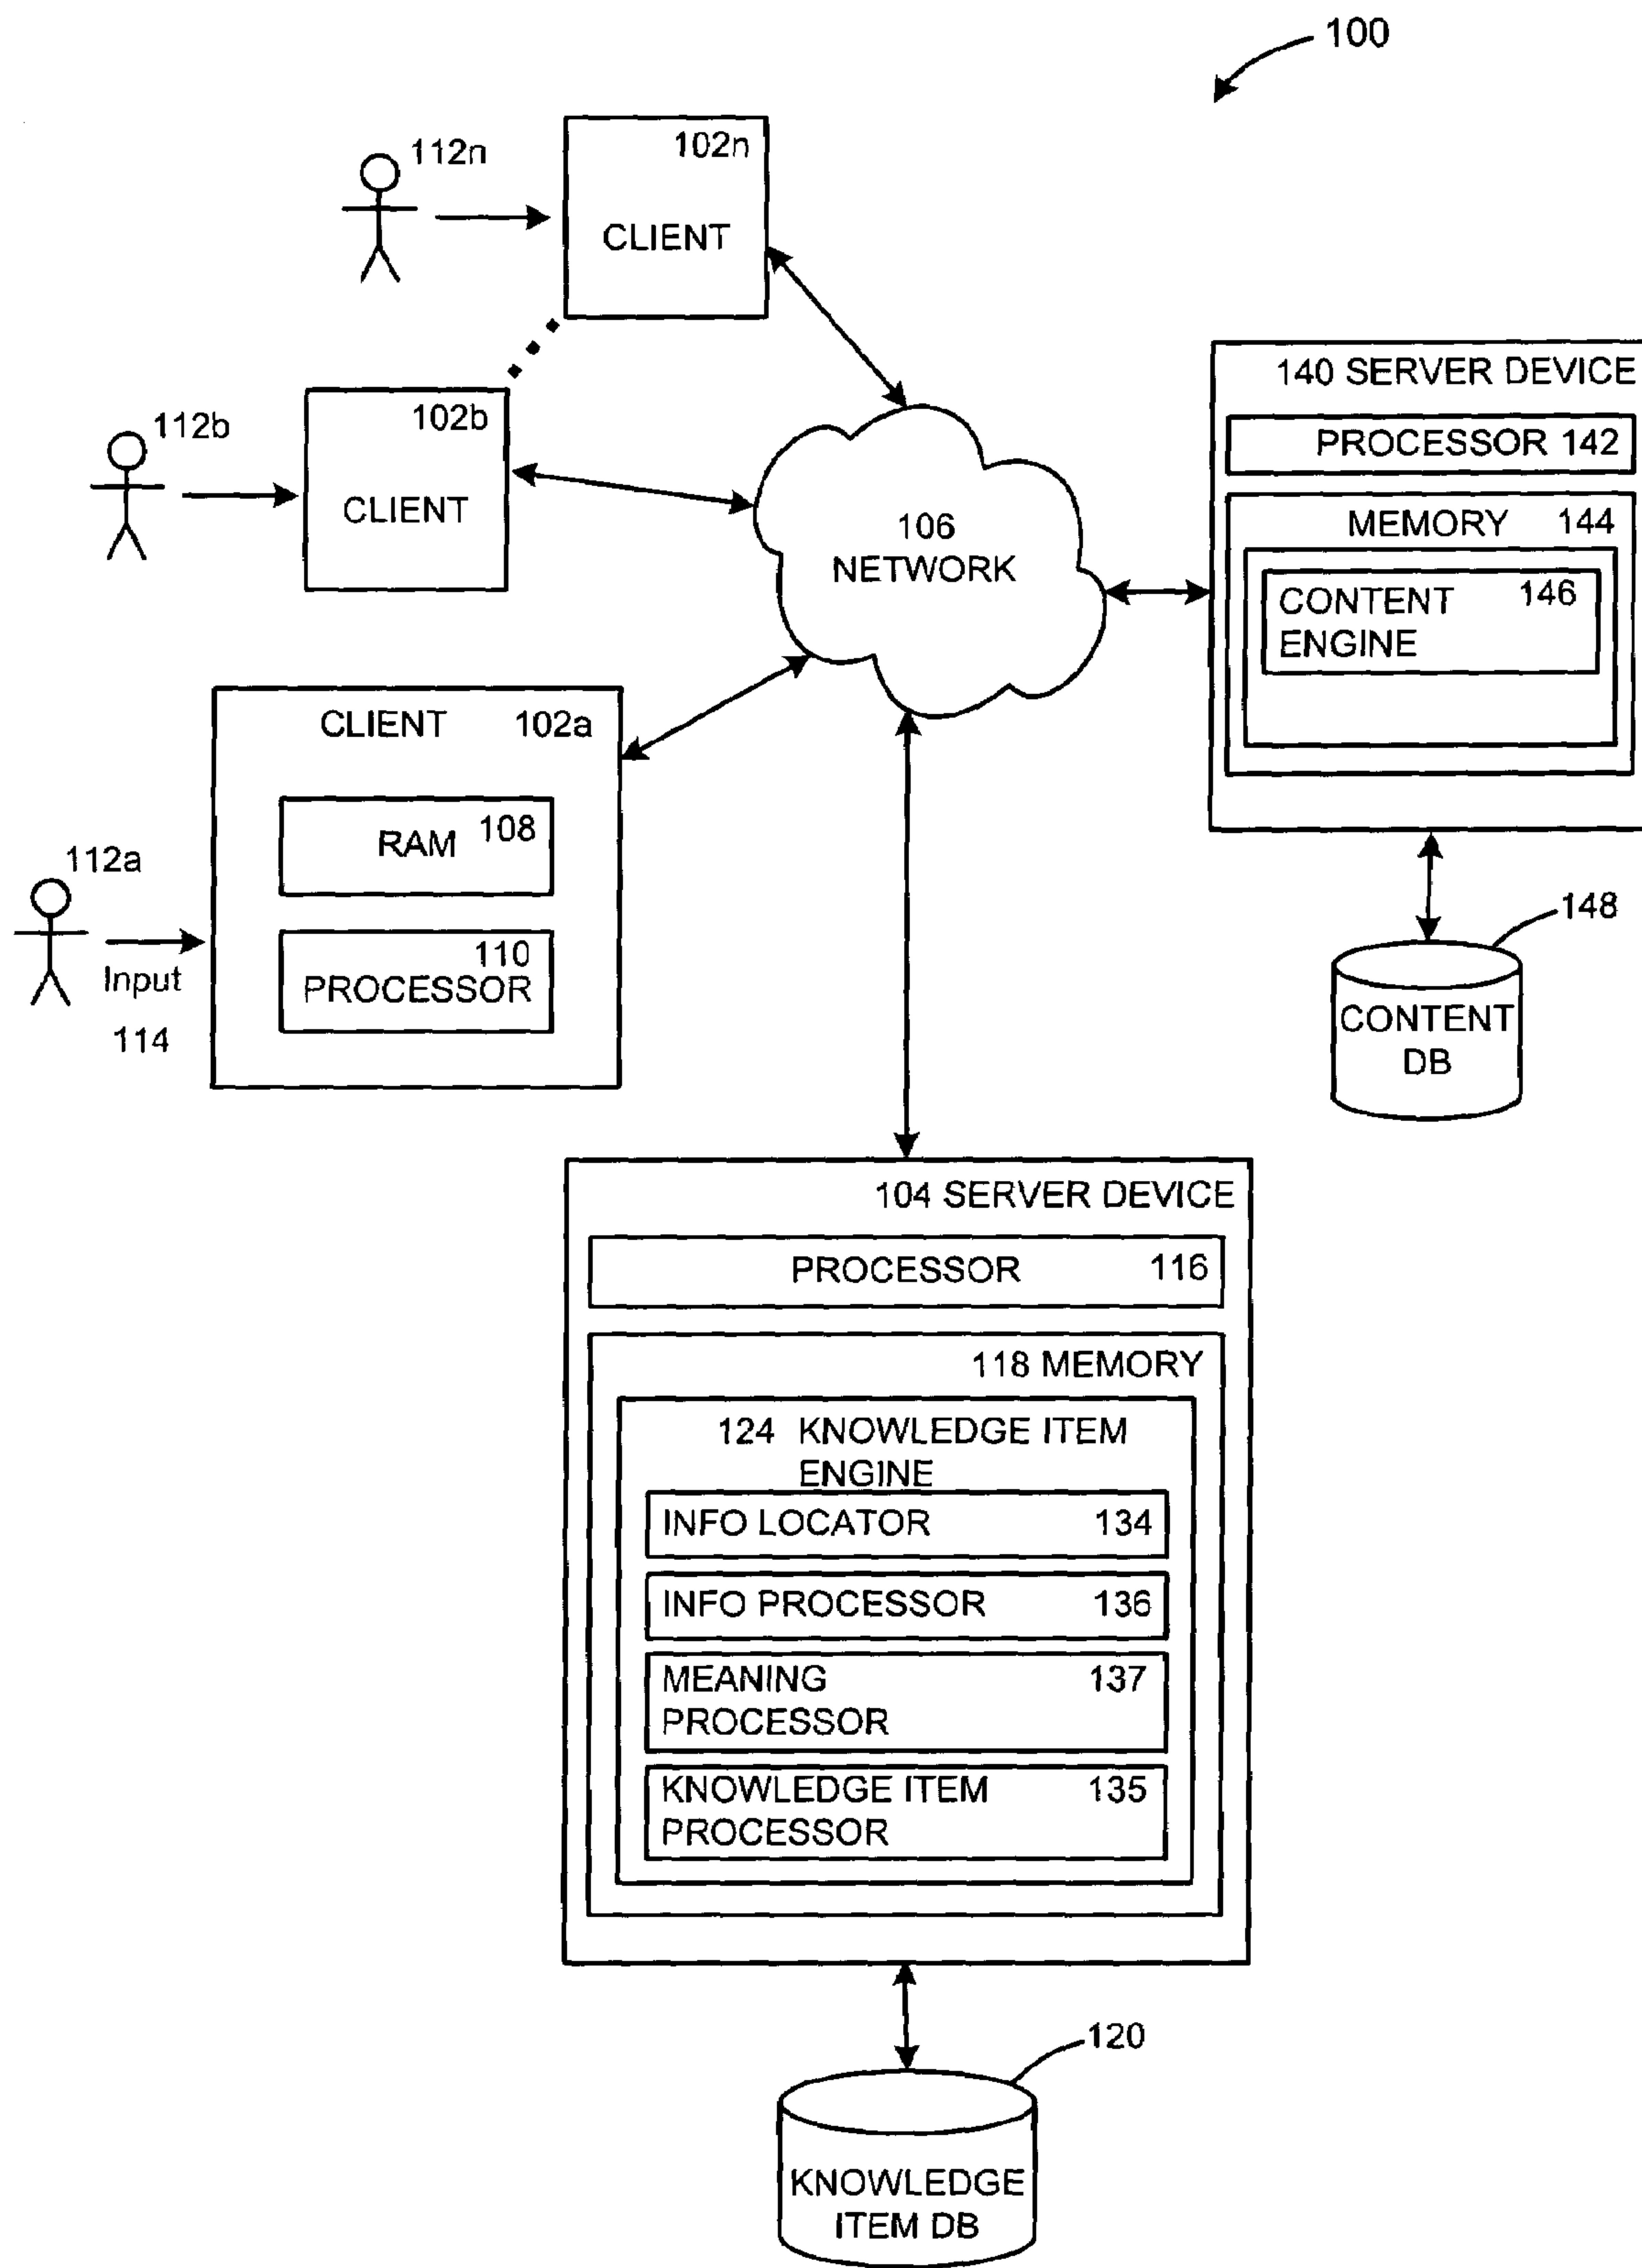 100
112n
102n
CLIENT
112b
102b
CLIENT
106
NETWORK
140 SERVER DEVICE
PROCESSOR 142
MEMORY 144
CONTENT 146
ENGINE
148
CONTENT
DB
CLIENT 102a
RAM 108
110
PROCESSOR
112a
Input
114
104 SERVER DEVICE
PROCESSOR 116
118 MEMORY
124 KNOWLEDGE ITEM
ENGINE
INFO LOCATOR 134
INFO PROCESSOR 136
MEANING 137
PROCESSOR
KNOWLEDGE ITEM 135
PROCESSOR
120
KNOWLEDGE
ITEM DB